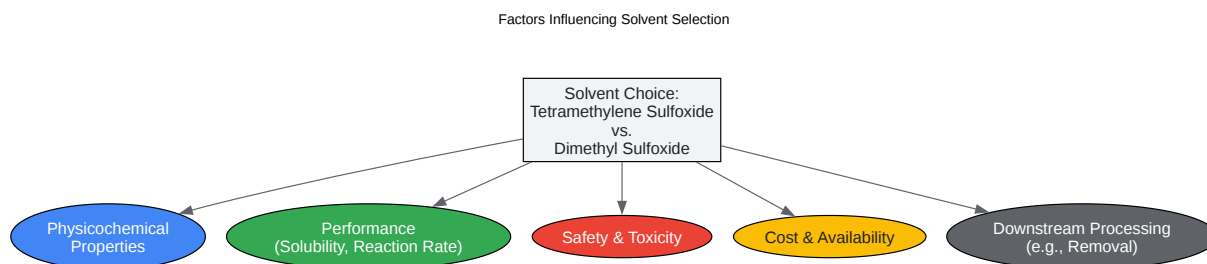 Factors Influencing Solvent Selection
Solvent Choice:
Tetramethylene Sulfoxide
vs.
Dimethyl Sulfoxide
Physicochemical
Properties
Performance
(Solubility, Reaction Rate)
Safety & Toxicity
Cost & Availability
Downstream Processing
(e.g., Removal)